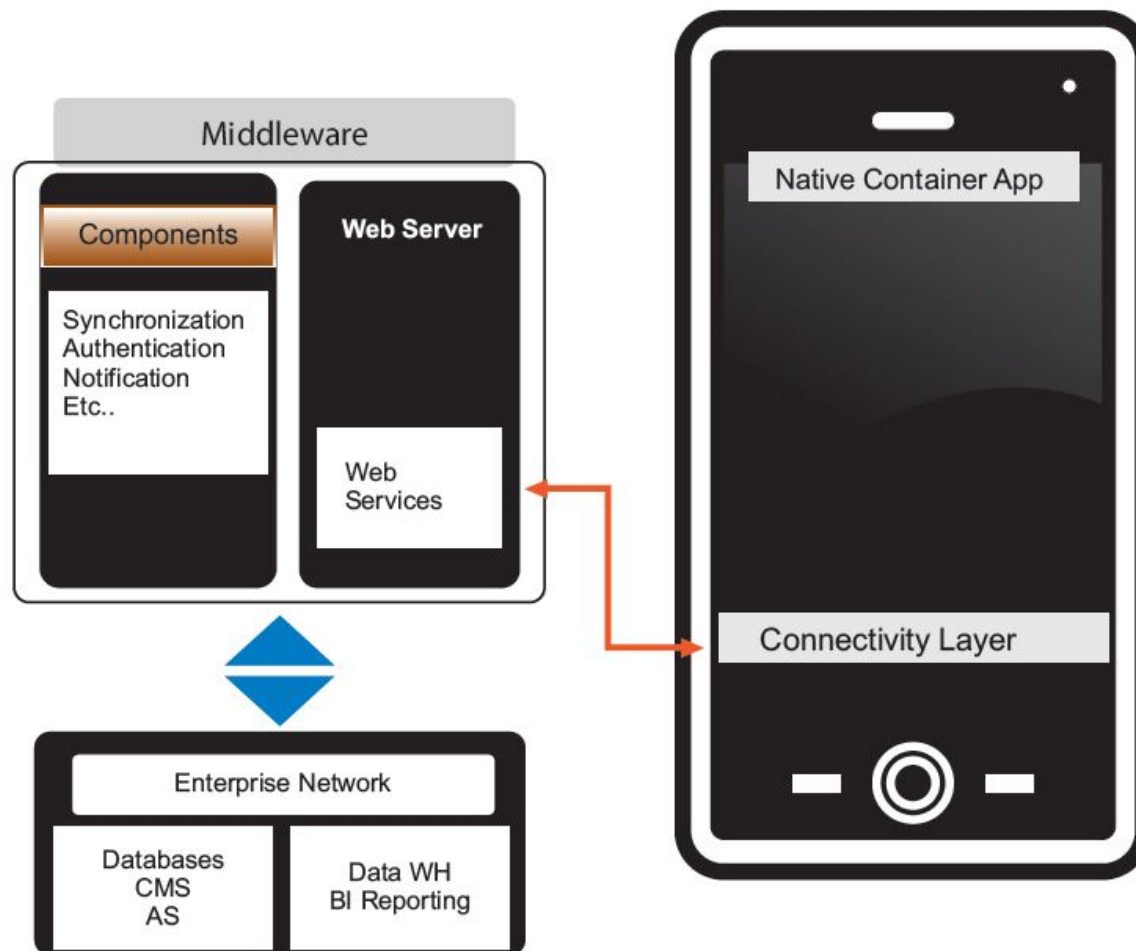 Middleware
Components
Synchronization
Authentication
Notification
Etc..
Web Server
Web
Services
Enterprise Network
Databases
CMS
AS
Data WH
BI Reporting
Native Container App
Connectivity Layer